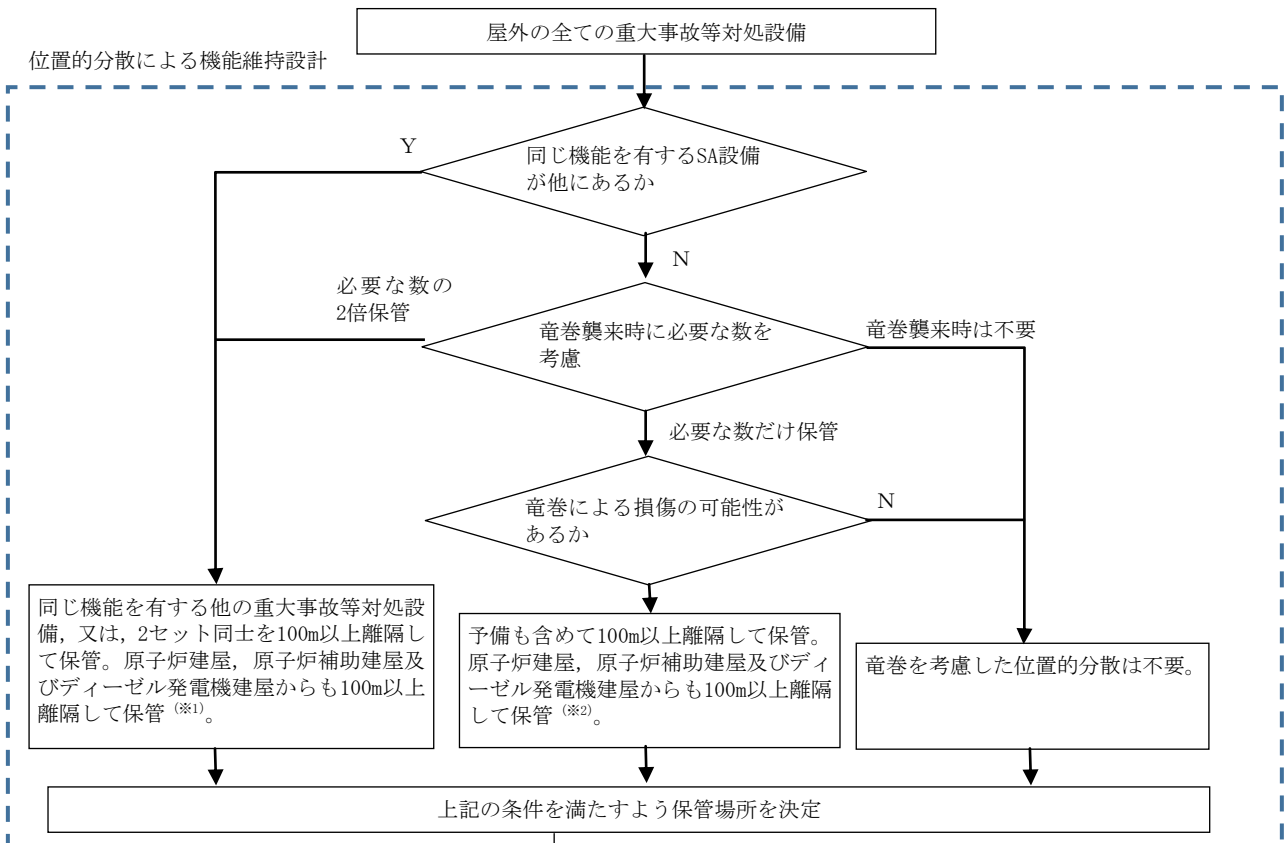 屋外の全ての重大事故等対処設備
位置的分散による機能維持設計
Y
同じ機能を有するSA設備
が他にあるか
N
必要な数の
2倍保管
竜巻襲来時に必要な数を
考慮
竜巻襲来時は不要
必要な数だけ保管
竜巻による損傷の可能性が
あるか
N
同じ機能を有する他の重大事故等対処設
備，又は，2セット同士を100m以上離隔し
て保管。原子炉建屋，原子炉補助建屋及
びディーゼル発電機建屋からも100m以上
離隔して保管（※1）。
予備も含めて100m以上離隔して保管。
原子炉建屋，原子炉補助建屋及びディ
ーゼル発電機建屋からも100m以上離隔
して保管（※2）。
竜巻を考慮した位置的分散は不要。
上記の条件を満たすよう保管場所を決定